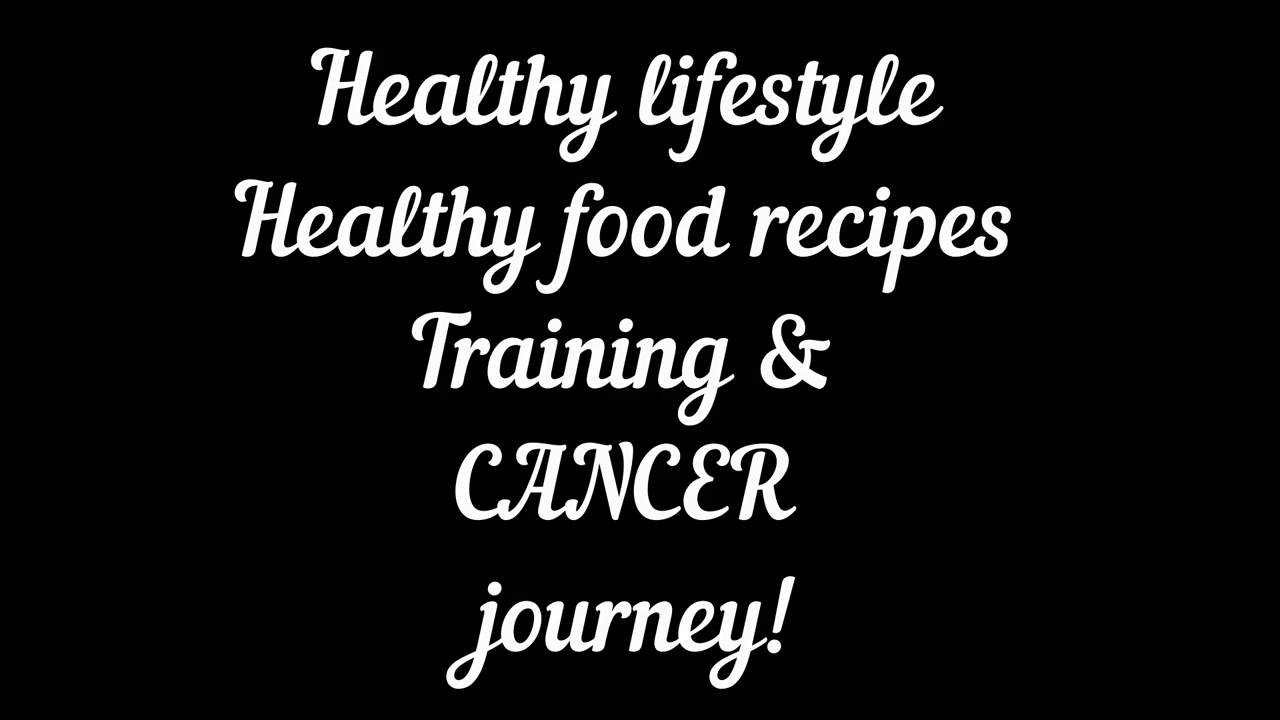 Healthy lifestyle
Healthy food recipes
Training &
CANCER
journey!